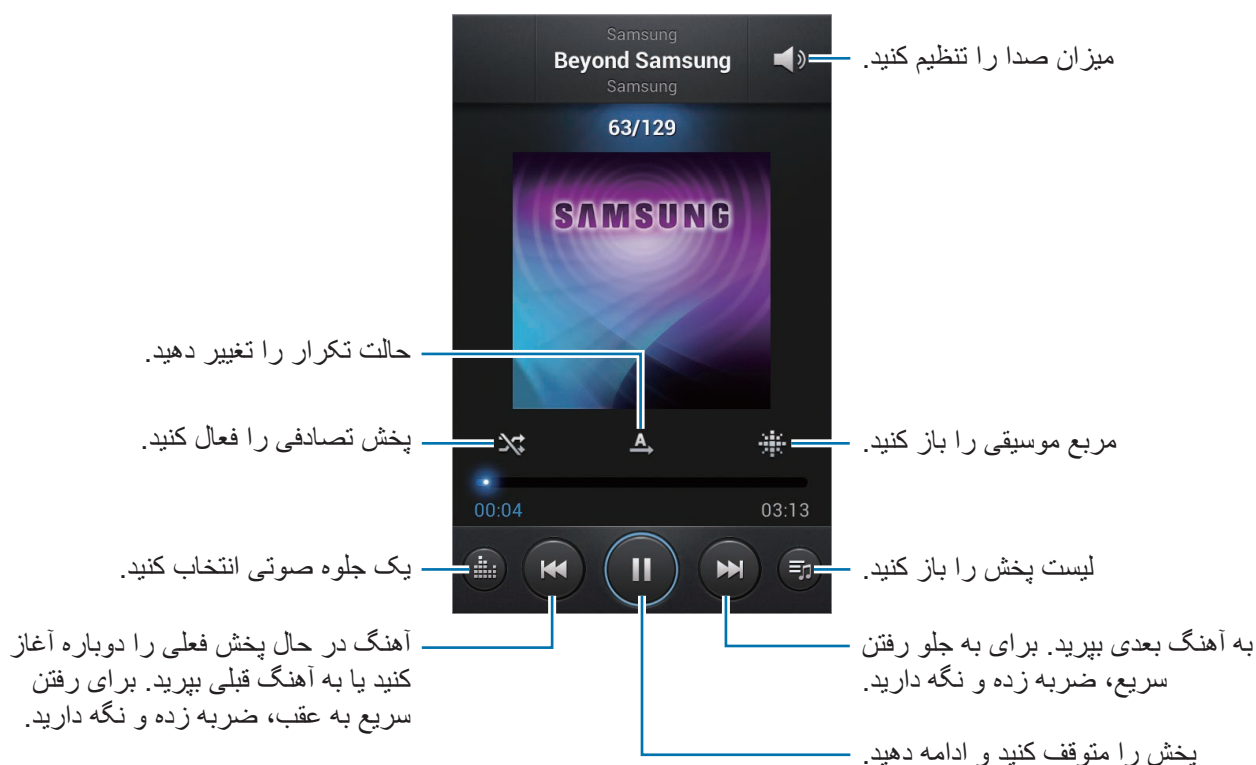 Samsung
Beyond Samsung
Samsung
میزان صدا را تنظیم کنید.
63/129
SAMSUNG
حالت تکرار را تغییر دهید.
پخش تصادفی را فعال کنید.
A
مربع موسیقی را باز کنید.
00:04
03:13
یک جلوه صوتی انتخاب کنید.
لیست پخش را باز کنید.
آهنگ در حال پخش فعلی را دوباره آغاز
کنید یا به آهنگ قبلی بپرید. برای رفتن
سریع به عقب، ضربه زده و نگه دارید.
به آهنگ بعدی بپرید. برای به جلو رفتن
سریع، ضربه زده و نگه دارید.
پخش را متوقف کنید و ادامه دهید.